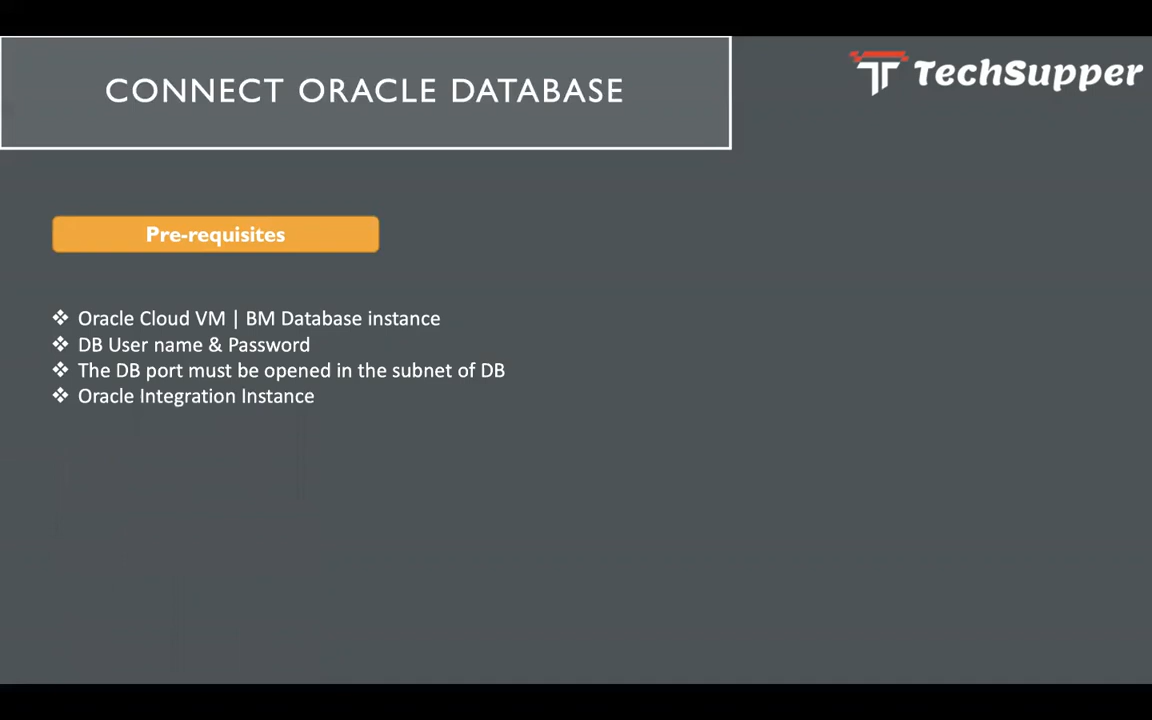 CONNECT ORACLE DATABASE
TechSupper
Pre-requisites
❖ Oracle Cloud VM | BM Database instance
❖ DB User name & Password
❖ The DB port must be opened in the subnet of DB
❖ Oracle Integration Instance